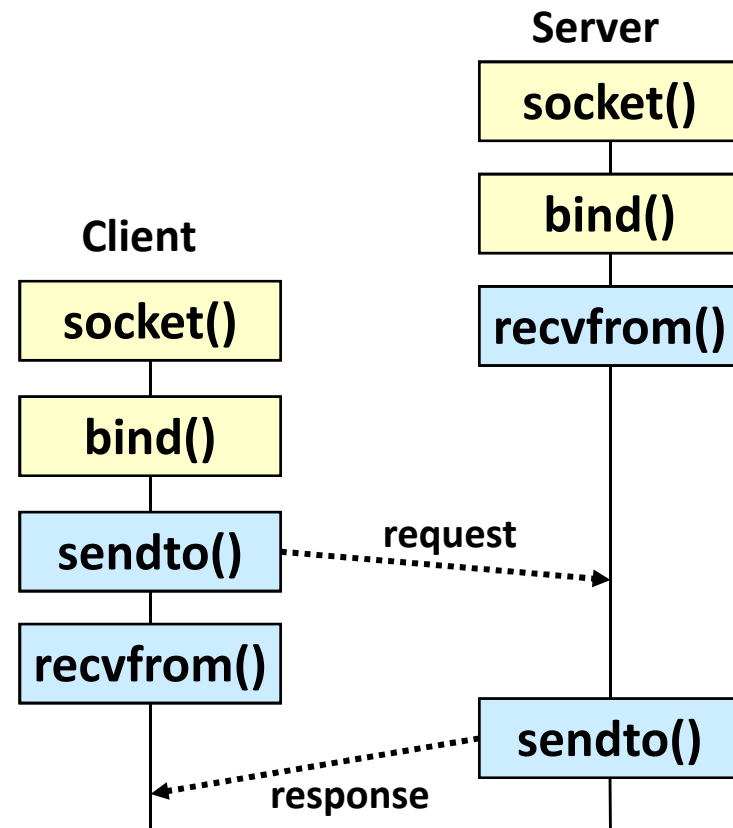 Server
socket()
bind()
recvfrom()
Client
socket()
bind()
sendto()
request
recvfrom()
sendto()
response